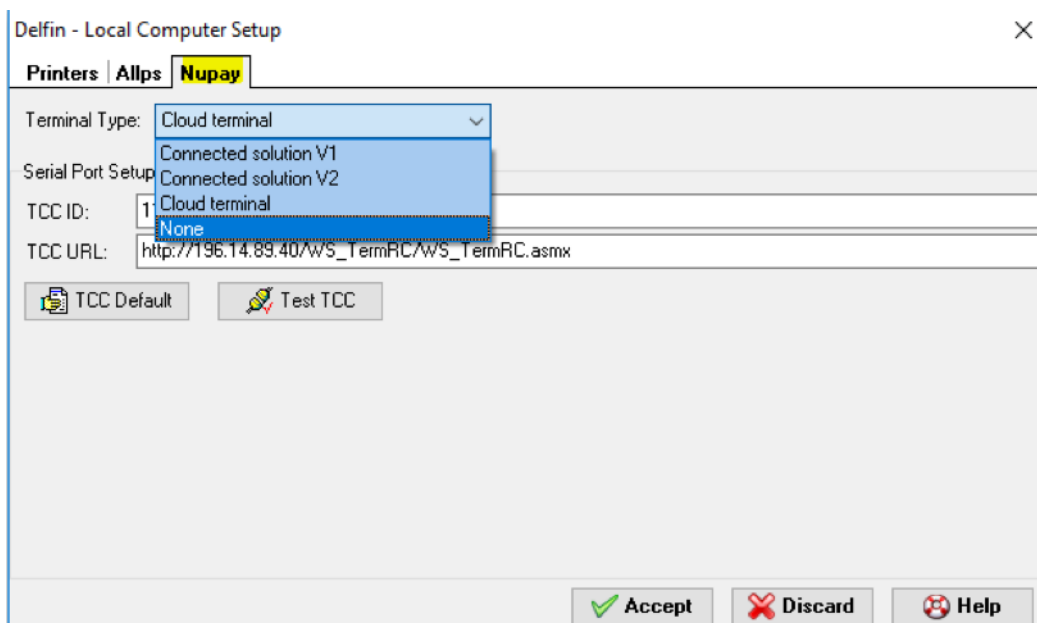 Delfin - Local Computer Setup
Printers Allps Nupay
Terminal Type: Cloud terminal
Connected solution V1
Serial Port Setup
Connected solution V2
Cloud terminal
TCC ID:
None
TCC URL: http://196.14.89.40/WS_TermRC/WS_TermRC.asmx
TCC Default Test TCC
Accept Discard Help